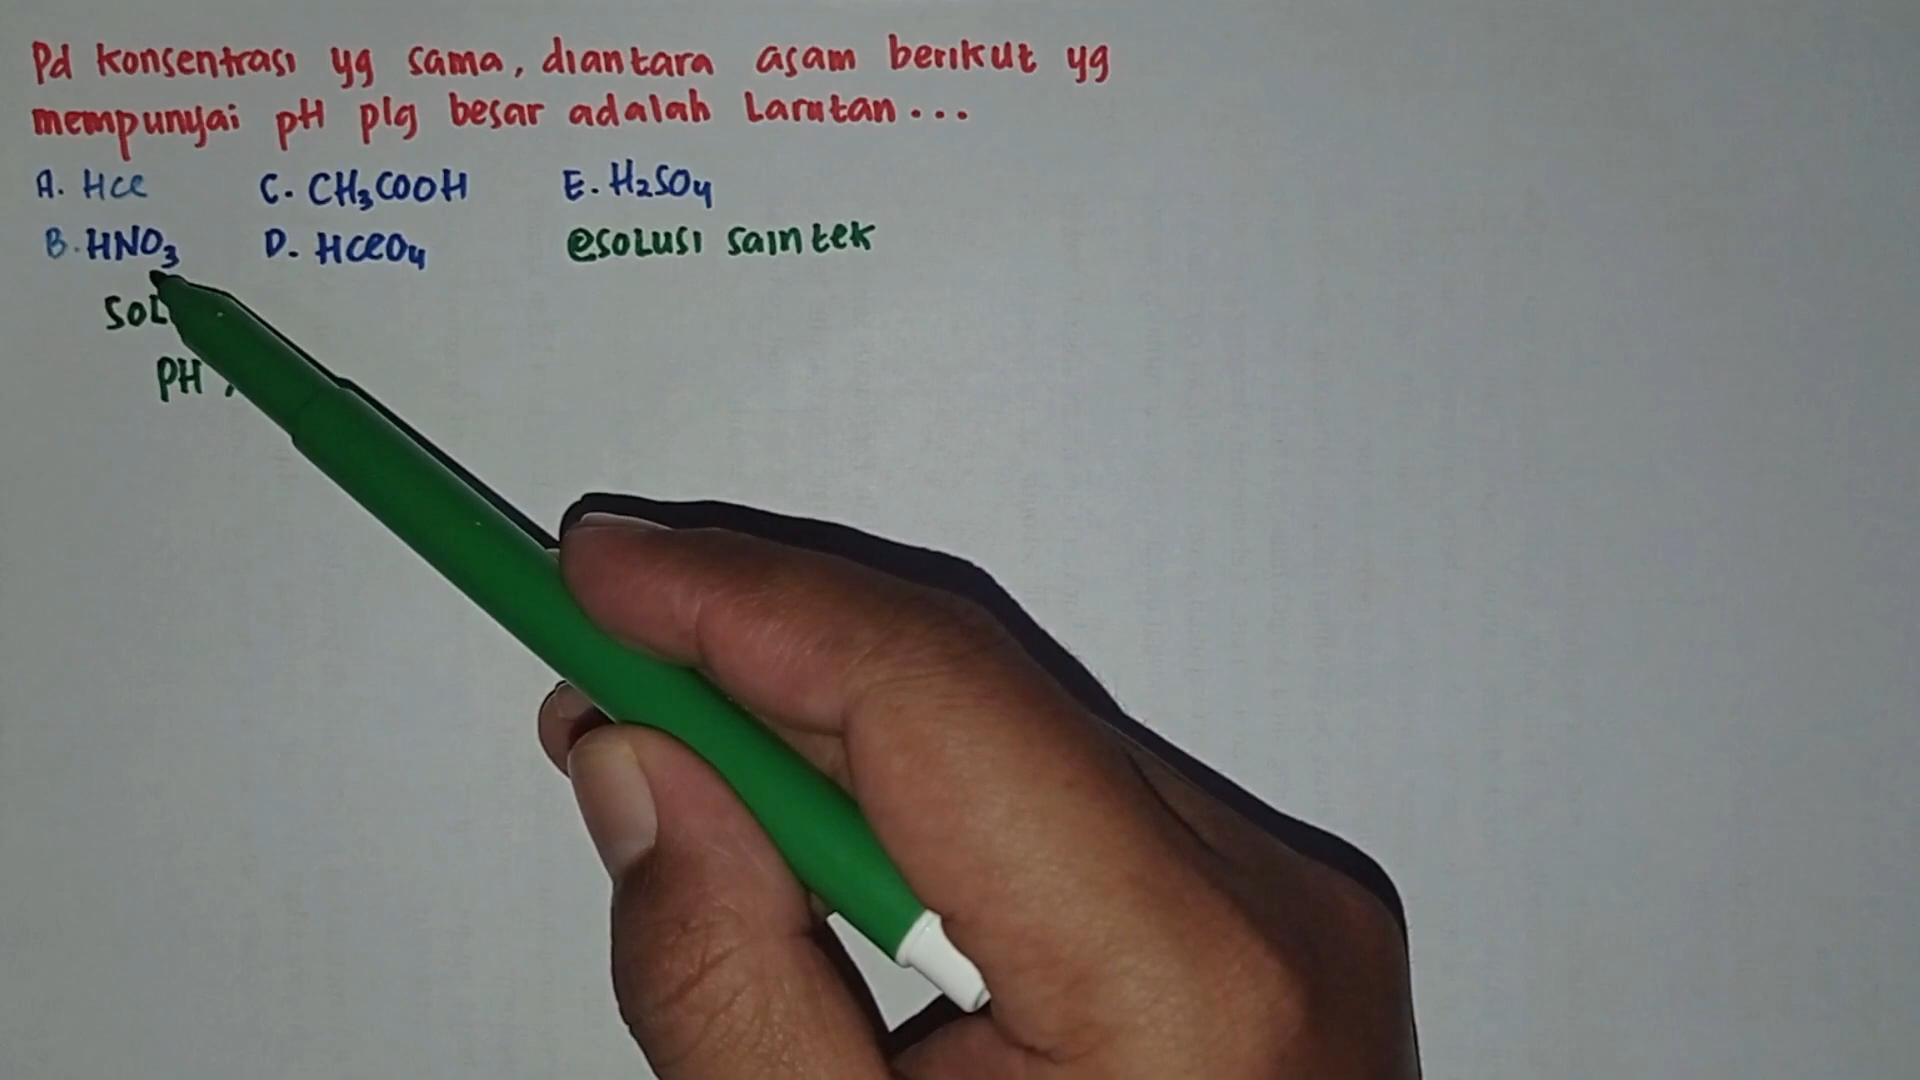 Pd konsentrasi yg sama, diantara asam berikut yg
mempunyai pH plg besar adalah Larutan...
A. HCl C. CH₃COOH E. H₂SO₄
B. HNO₃ D. HClO₄ @SOLUSI Saintek
PH